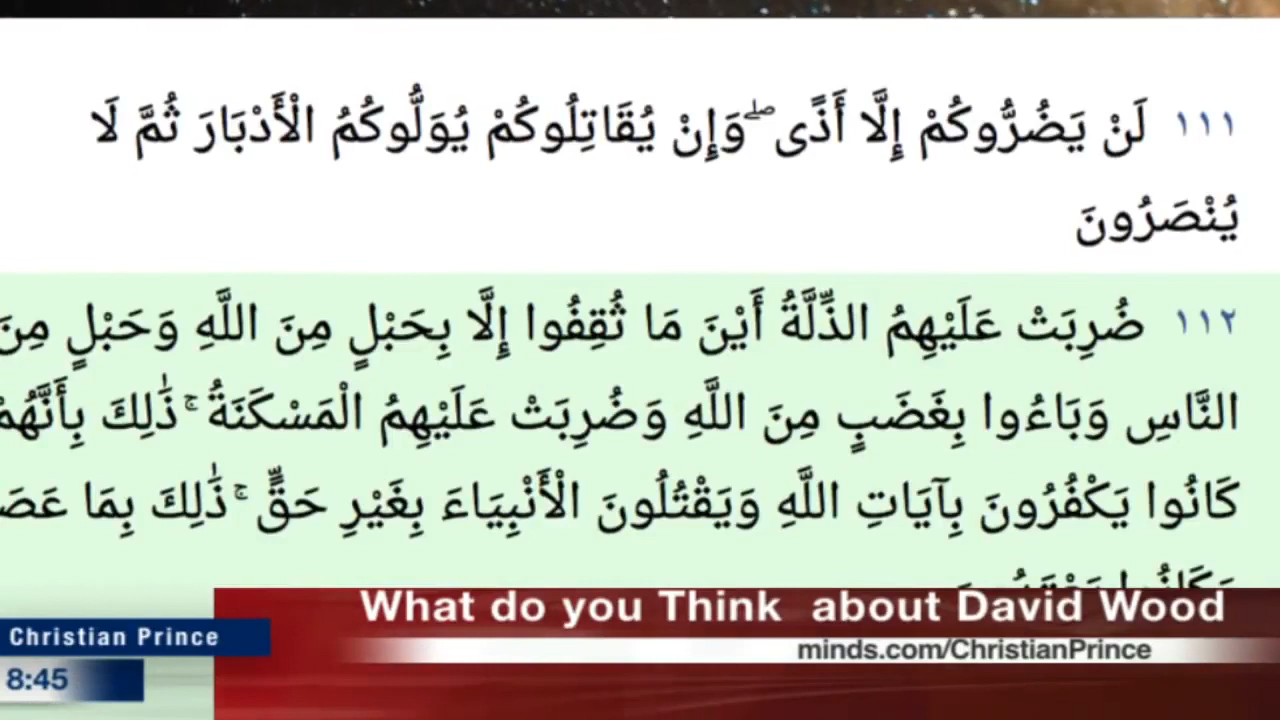 ١١١ لَنْ يَضُرُّوكُمْ إِلَّا أَذًى ۖ وَإِنْ يُقَاتِلُوكُمْ يُوَلُّوكُمُ الْأَدْبَارَ ثُمَّ لَا
يُنْصَرُونَ
١١٢ ضُرِبَتْ عَلَيْهِمُ الذِّلَّةُ أَيْنَ مَا ثُقِفُوا إِلَّا بِحَبْلٍ مِنَ اللَّهِ وَحَبْلٍ مِنَ
النَّاسِ وَبَاءُوا بِغَضَبٍ مِنَ اللَّهِ وَضُرِبَتْ عَلَيْهِمُ الْمَسْكَنَةُ ۚ ذَٰلِكَ بِأَنَّهُمْ
كَانُوا يَكْفُرُونَ بِآيَاتِ اللَّهِ وَيَقْتُلُونَ الْأَنْبِيَاءَ بِغَيْرِ حَقٍّ ۚ ذَٰلِكَ بِمَا
What do you Think about David Wood
Christian Prince
minds.com/ChristianPrince
8:45